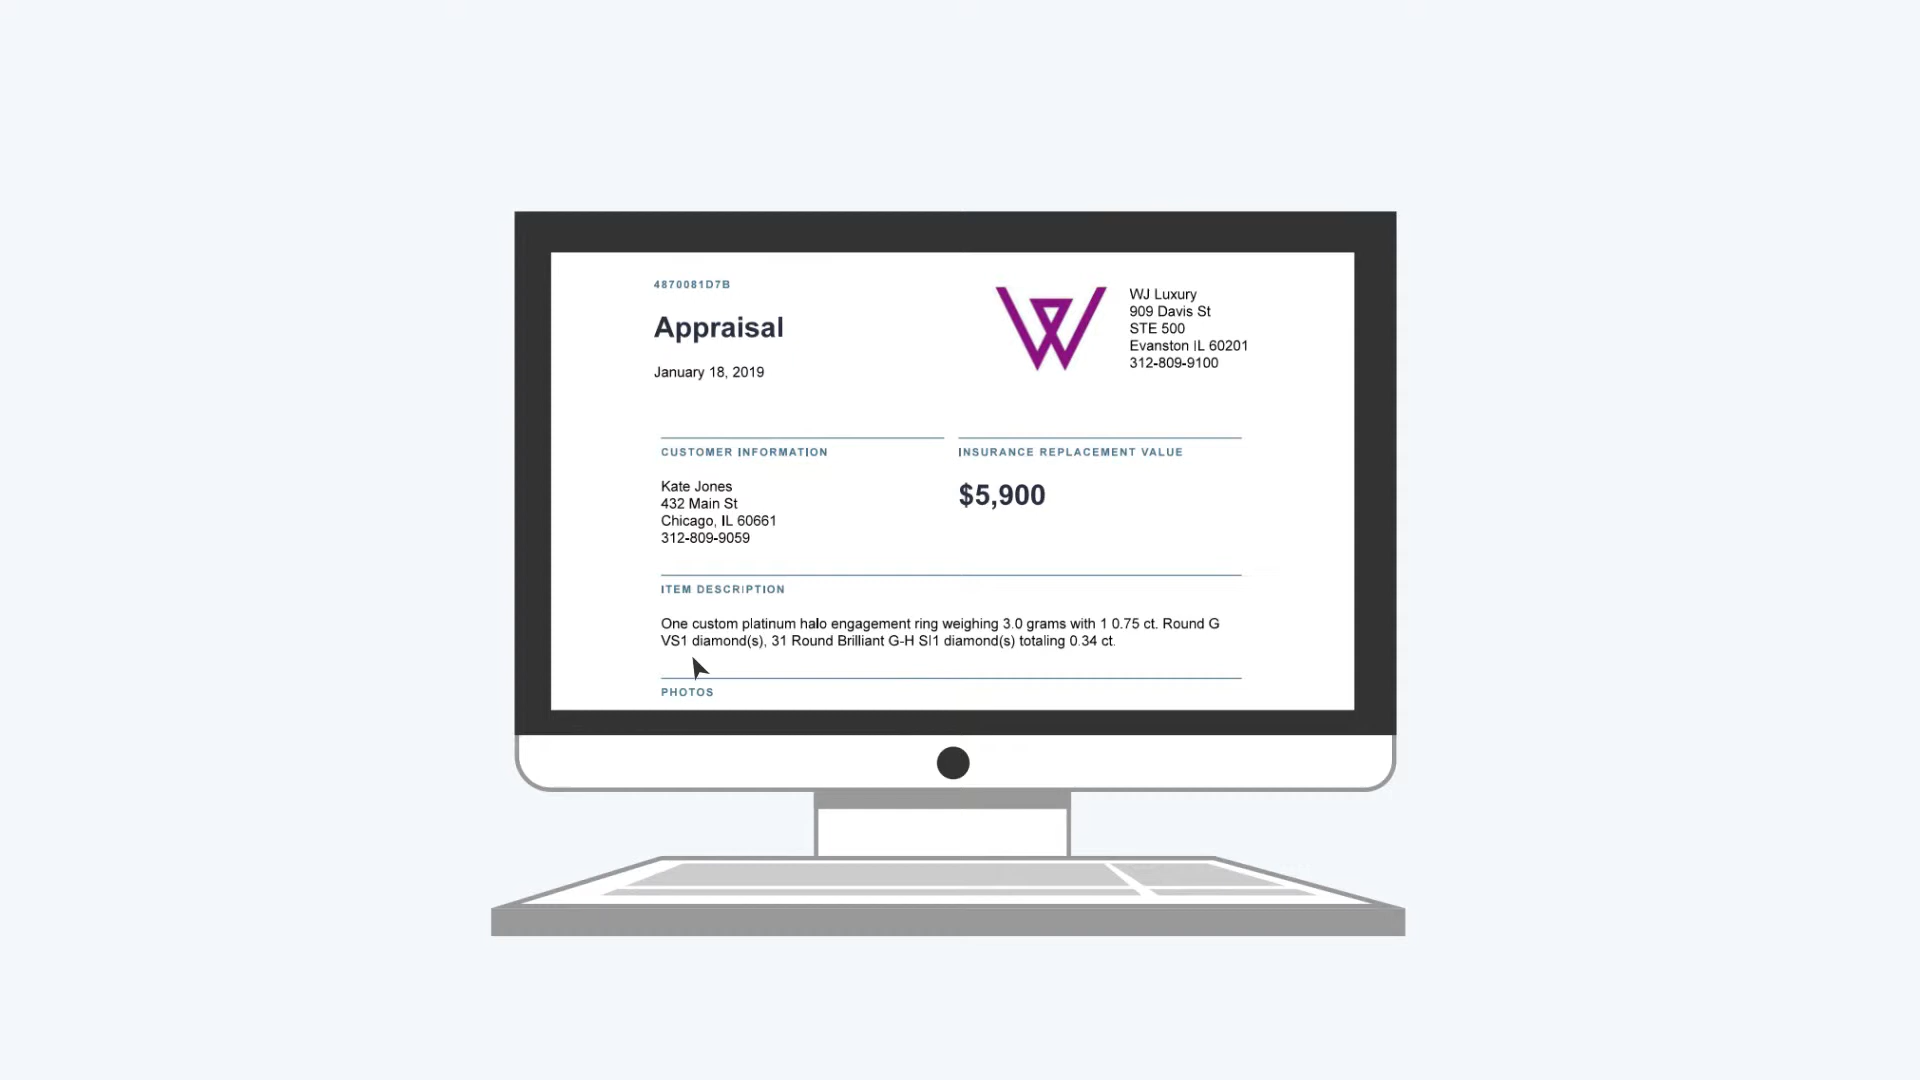 4870081D7B
Appraisal
January 18, 2019
WJ Luxury
909 Davis St
STE 500
Evanston IL 60201
312-809-9100
CUSTOMER INFORMATION
Kate Jones
432 Main St
Chicago, IL 60661
312-809-9059
INSURANCE REPLACEMENT VALUE
$5,900
ITEM DESCRIPTION
One custom platinum halo engagement ring weighing 3.0 grams with 1 0.75 ct. Round G
VS1 diamond(s), 31 Round Brilliant G-H SI1 diamond(s) totaling 0.34 ct.
PHOTOS